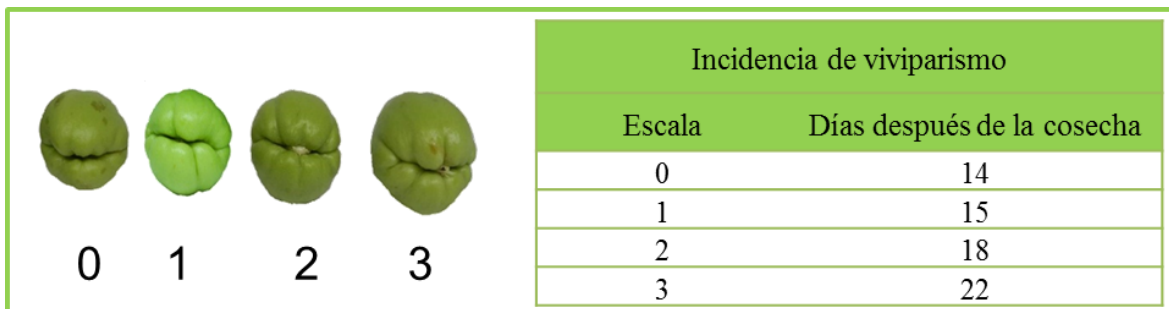 0 1 2 3
Incidencia de viviparismo
Escala Días después de la cosecha
0 14
1 15
2 18
3 22